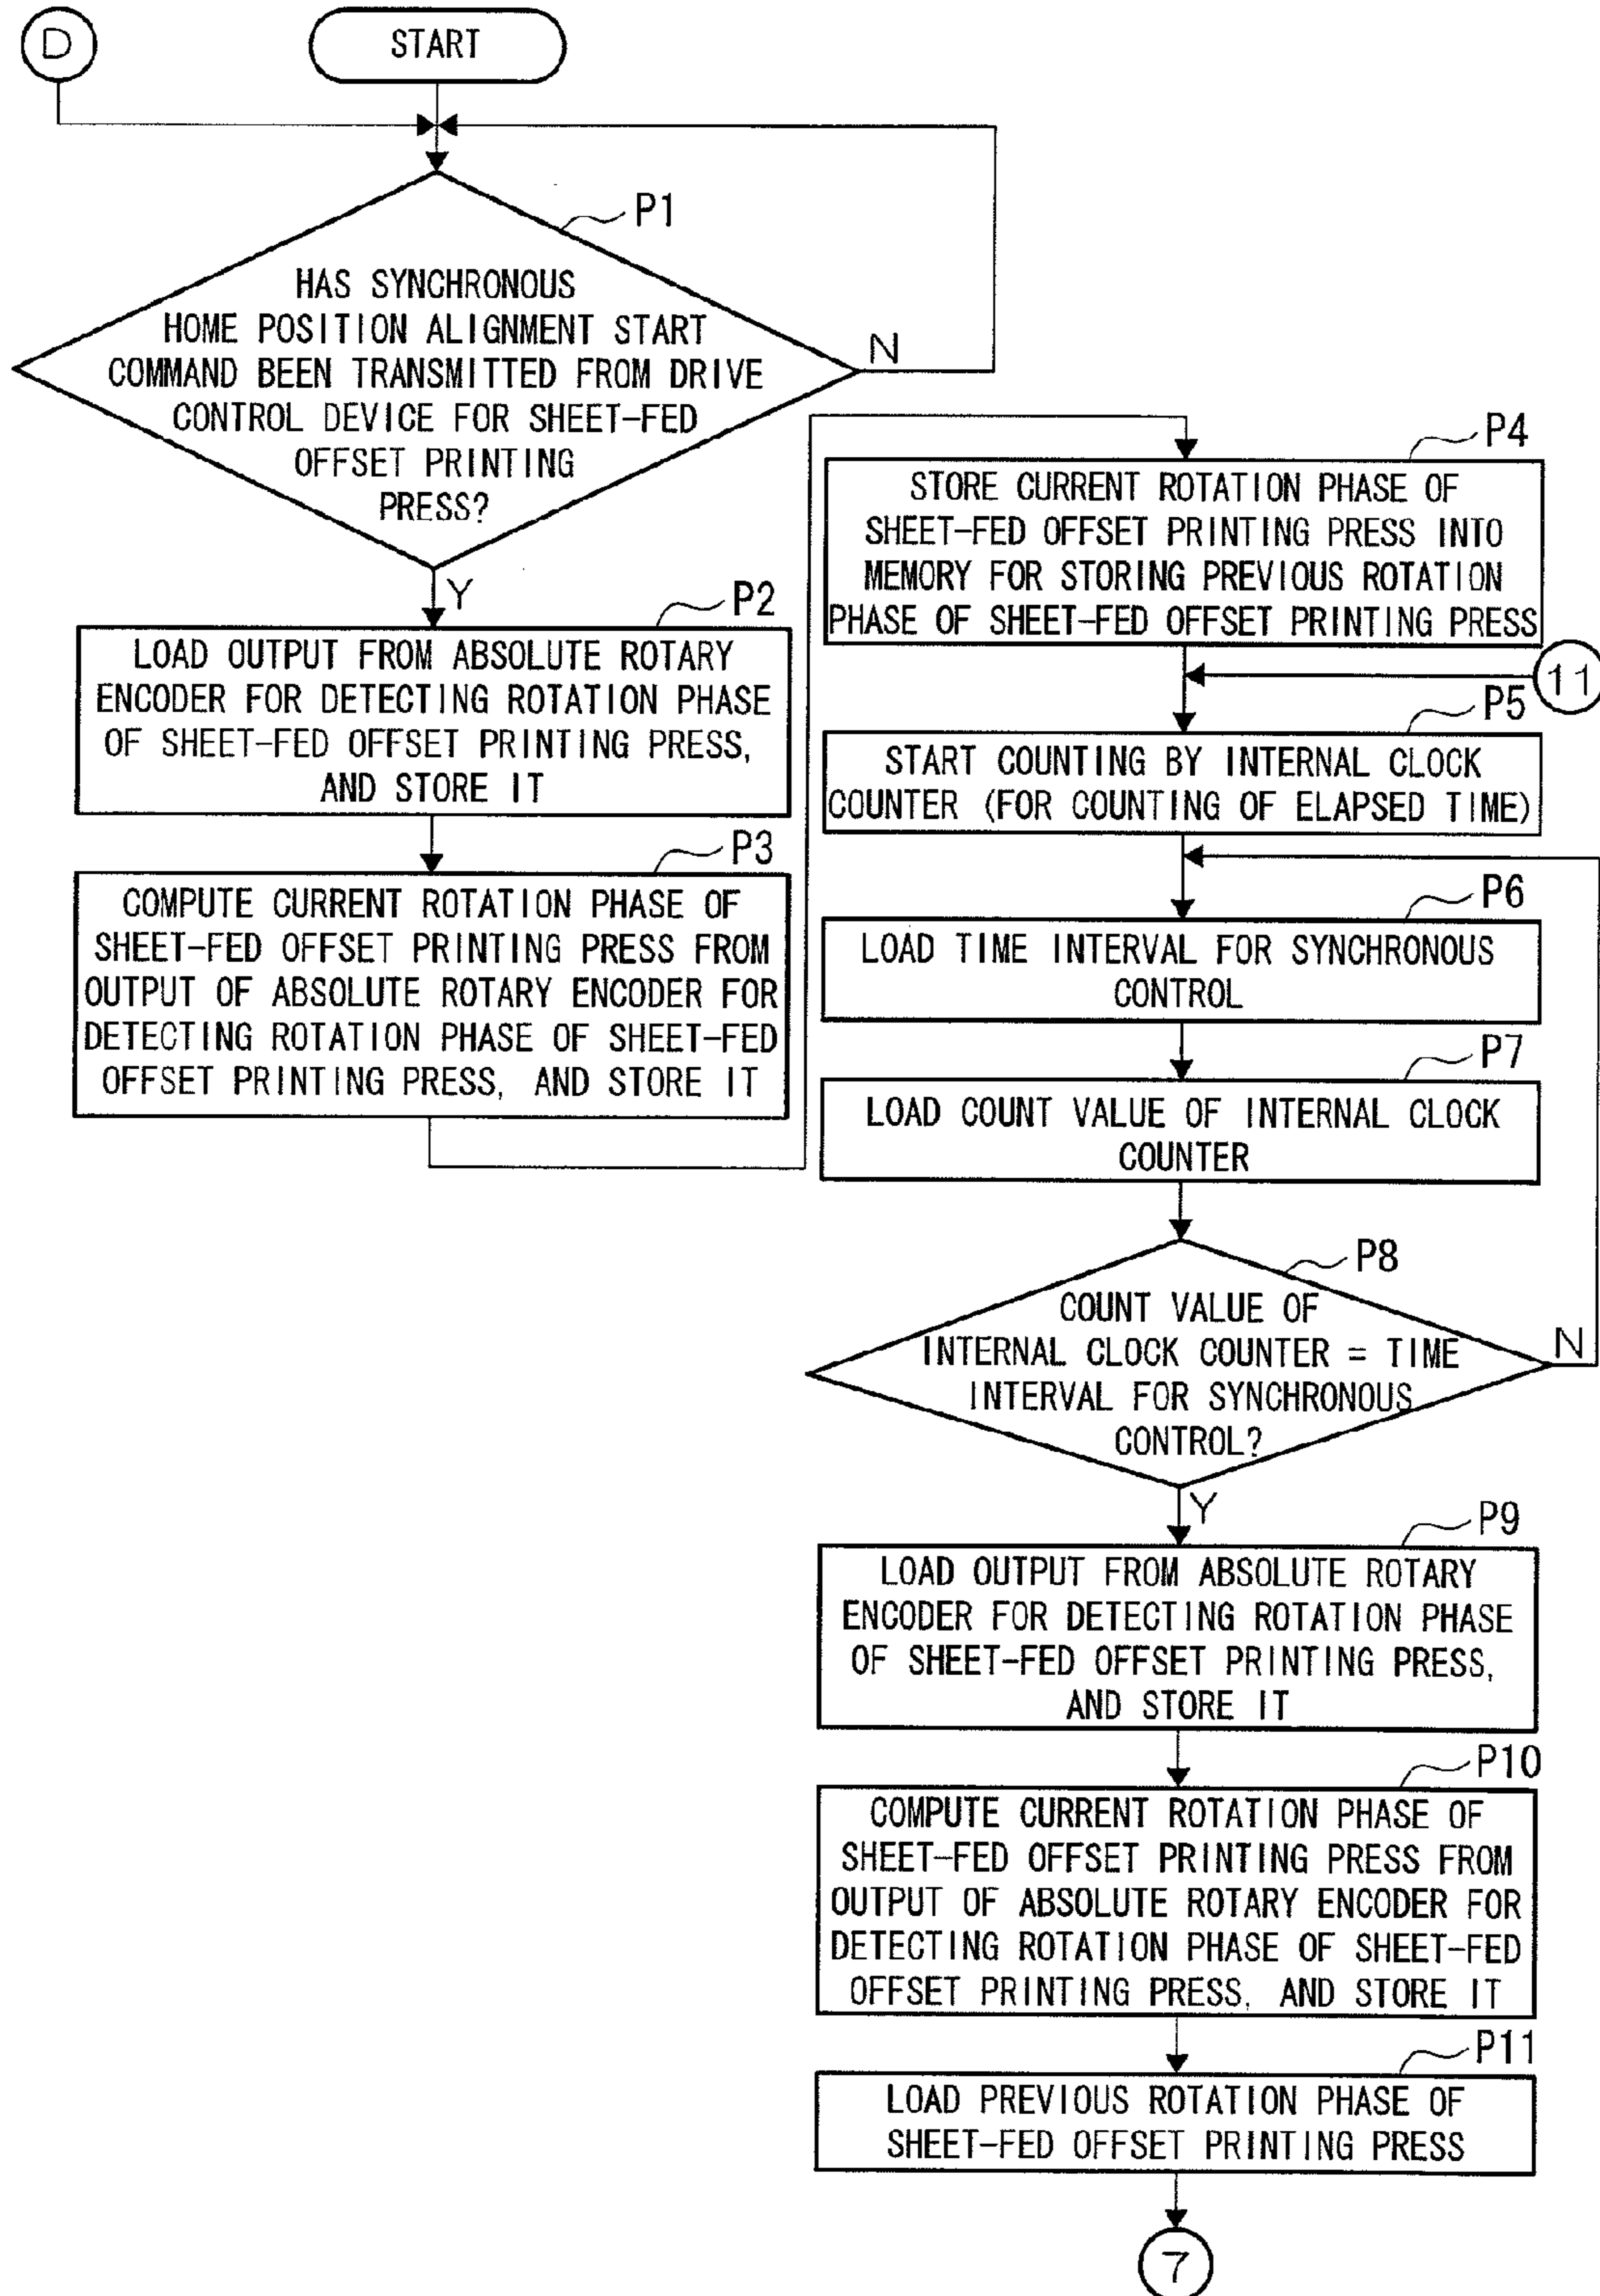 D
START
P1
HAS SYNCHRONOUS
HOME POSITION ALIGNMENT START
COMMAND BEEN TRANSMITTED FROM DRIVE
CONTROL DEVICE FOR SHEET-FED
OFFSET PRINTING
PRESS?
N
Y
P2
LOAD OUTPUT FROM ABSOLUTE ROTARY
ENCODER FOR DETECTING ROTATION PHASE
OF SHEET-FED OFFSET PRINTING PRESS,
AND STORE IT
P3
COMPUTE CURRENT ROTATION PHASE OF
SHEET-FED OFFSET PRINTING PRESS FROM
OUTPUT OF ABSOLUTE ROTARY ENCODER FOR
DETECTING ROTATION PHASE OF SHEET-FED
OFFSET PRINTING PRESS, AND STORE IT
P4
STORE CURRENT ROTATION PHASE OF
SHEET-FED OFFSET PRINTING PRESS INTO
MEMORY FOR STORING PREVIOUS ROTATION
PHASE OF SHEET-FED OFFSET PRINTING PRESS
11
P5
START COUNTING BY INTERNAL CLOCK
COUNTER (FOR COUNTING OF ELAPSED TIME)
P6
LOAD TIME INTERVAL FOR SYNCHRONOUS
CONTROL
P7
LOAD COUNT VALUE OF INTERNAL CLOCK
COUNTER
P8
COUNT VALUE OF
INTERNAL CLOCK COUNTER = TIME
INTERVAL FOR SYNCHRONOUS
CONTROL?
N
Y
P9
LOAD OUTPUT FROM ABSOLUTE ROTARY
ENCODER FOR DETECTING ROTATION PHASE
OF SHEET-FED OFFSET PRINTING PRESS,
AND STORE IT
P10
COMPUTE CURRENT ROTATION PHASE OF
SHEET-FED OFFSET PRINTING PRESS FROM
OUTPUT OF ABSOLUTE ROTARY ENCODER FOR
DETECTING ROTATION PHASE OF SHEET-FED
OFFSET PRINTING PRESS, AND STORE IT
P11
LOAD PREVIOUS ROTATION PHASE OF
SHEET-FED OFFSET PRINTING PRESS
7